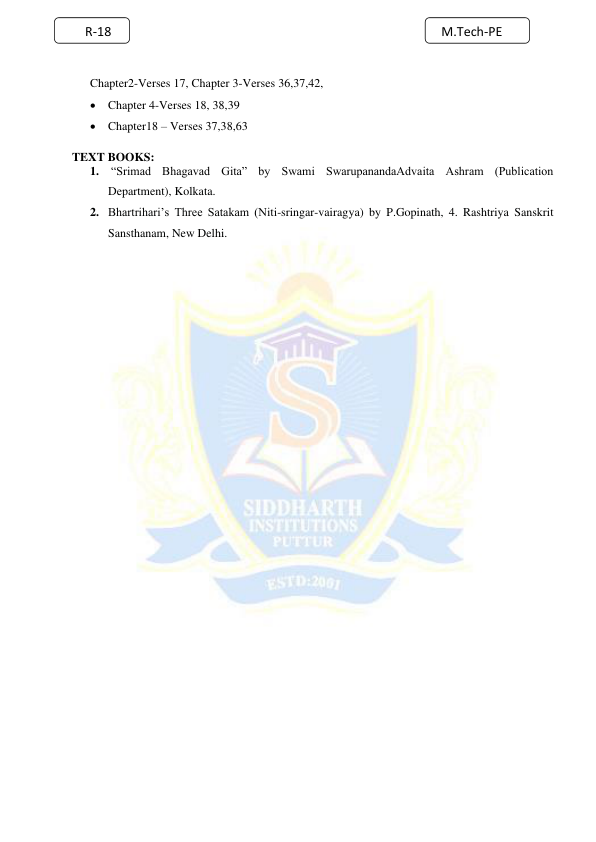 R-18
M.Tech-PE
Chapter2-Verses 17, Chapter 3-Verses 36,37,42,
• Chapter 4-Verses 18, 38,39
• Chapter18 – Verses 37,38,63
TEXT BOOKS:
1. “Srimad Bhagavad Gita” by Swami SwarupanandaAdvaita Ashram (Publication
Department), Kolkata.
2. Bhartrihari’s Three Satakam (Niti-sringar-vairagya) by P.Gopinath, 4. Rashtriya Sanskrit
Sansthanam, New Delhi.
S
SIDDHARTH
INSTITUTIONS
PUTTUR
ESTD:2001